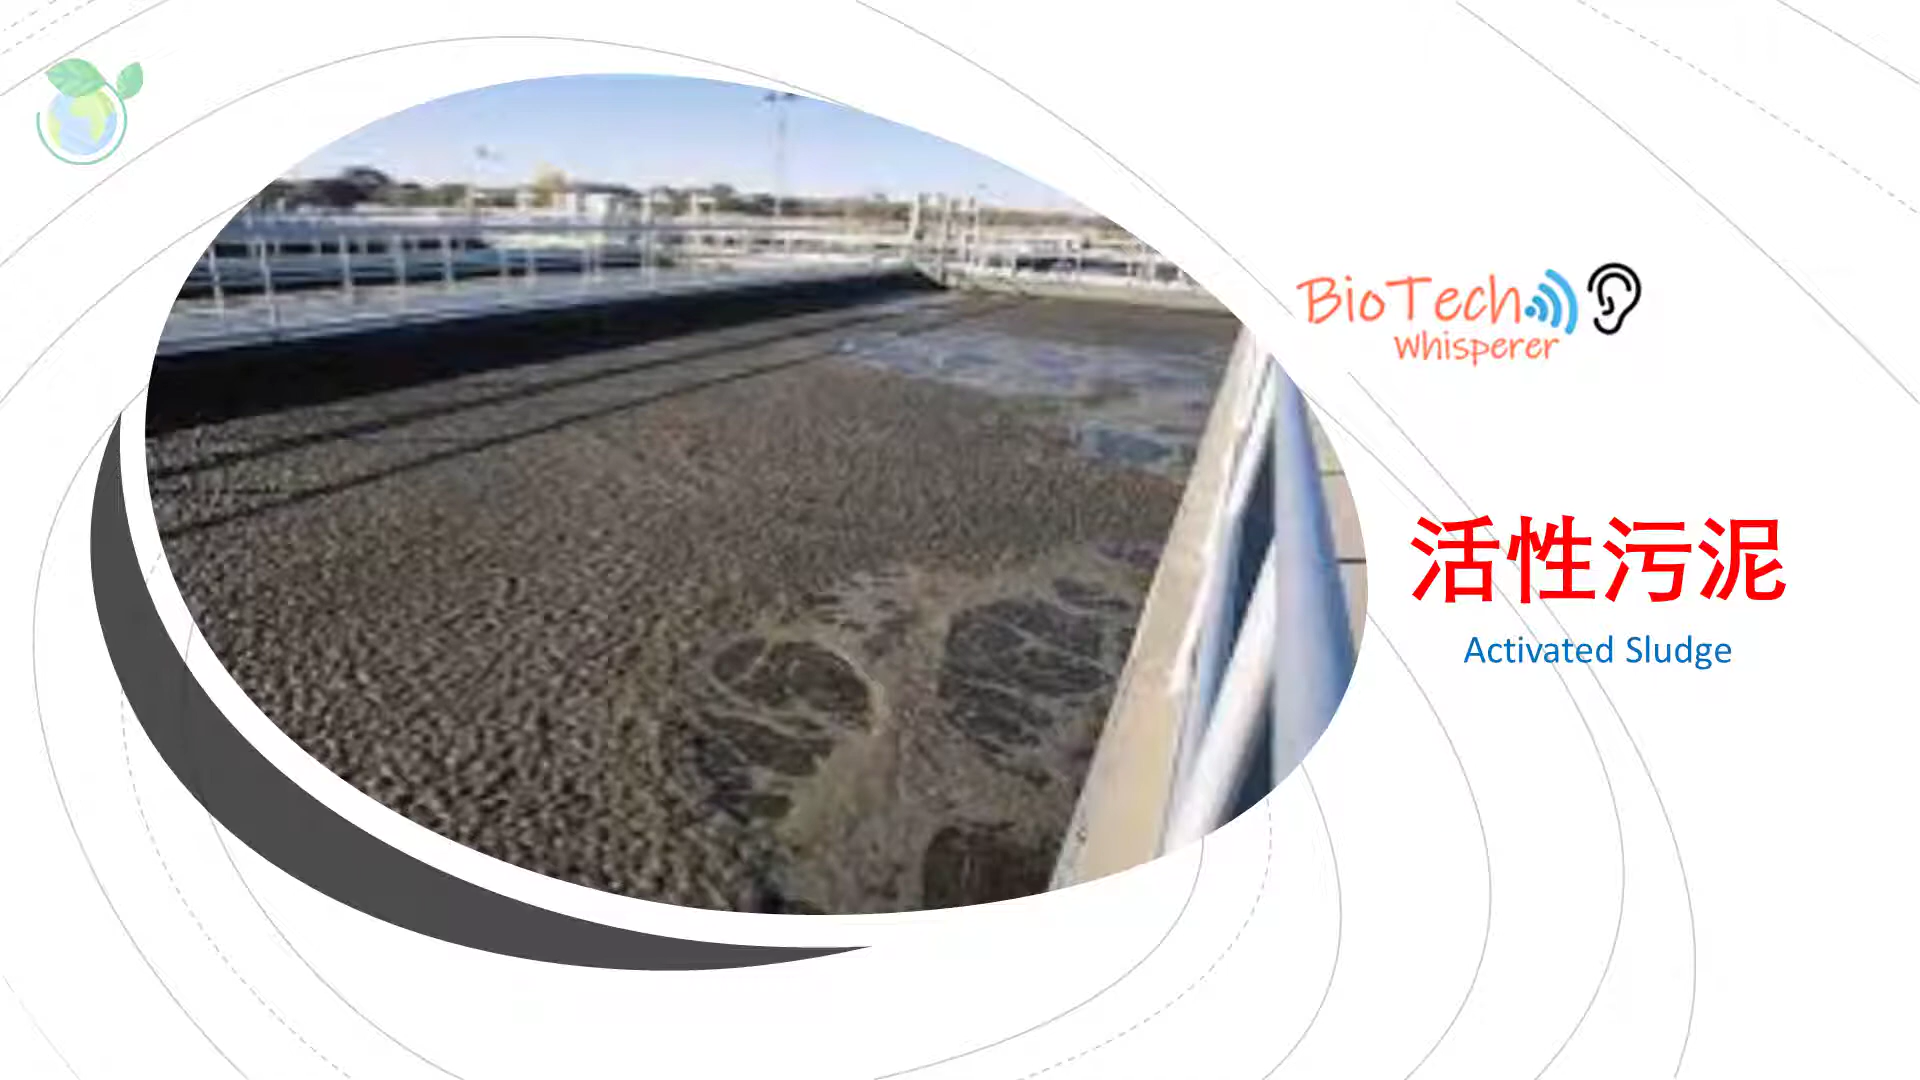 BioTech
Whisperer
活性污泥
Activated Sludge